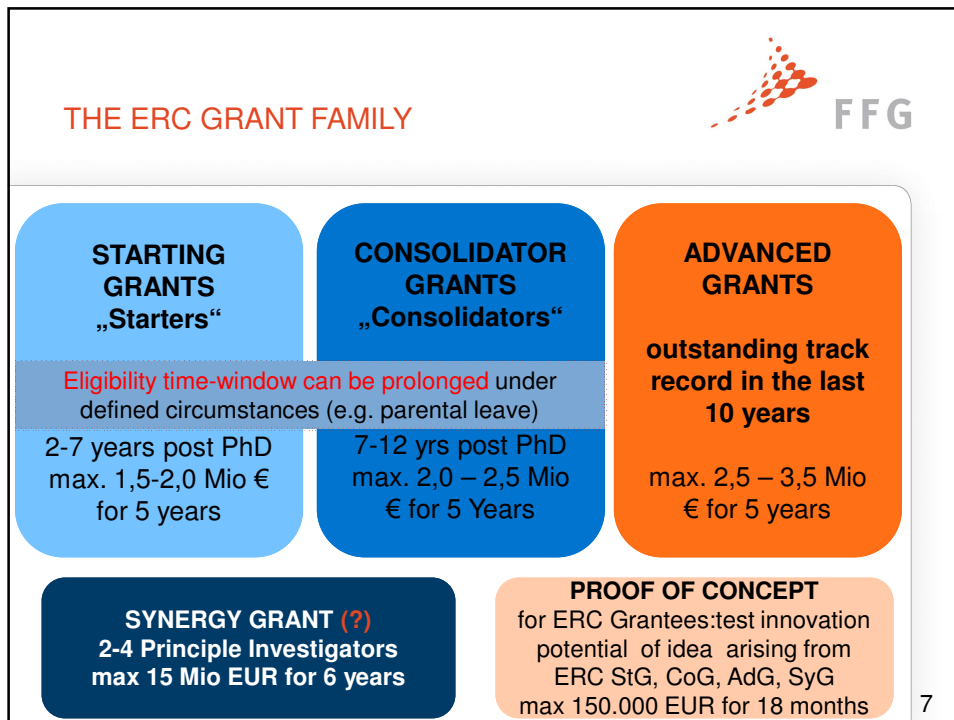 THE ERC GRANT FAMILY
FFG
STARTING
GRANTS
„Starters“
CONSOLIDATOR
GRANTS
„Consolidators“
ADVANCED
GRANTS
outstanding track
record in the last
10 years
max. 2,5 – 3,5 Mio
€ for 5 years
Eligibility time-window can be prolonged under
defined circumstances (e.g. parental leave)
2-7 years post PhD
max. 1,5-2,0 Mio €
for 5 years
7-12 yrs post PhD
max. 2,0 – 2,5 Mio
€ for 5 Years
SYNERGY GRANT (?)
2-4 Principle Investigators
max 15 Mio EUR for 6 years
PROOF OF CONCEPT
for ERC Grantees:test innovation
potential of idea arising from
ERC StG, CoG, AdG, SyG
max 150.000 EUR for 18 months
7